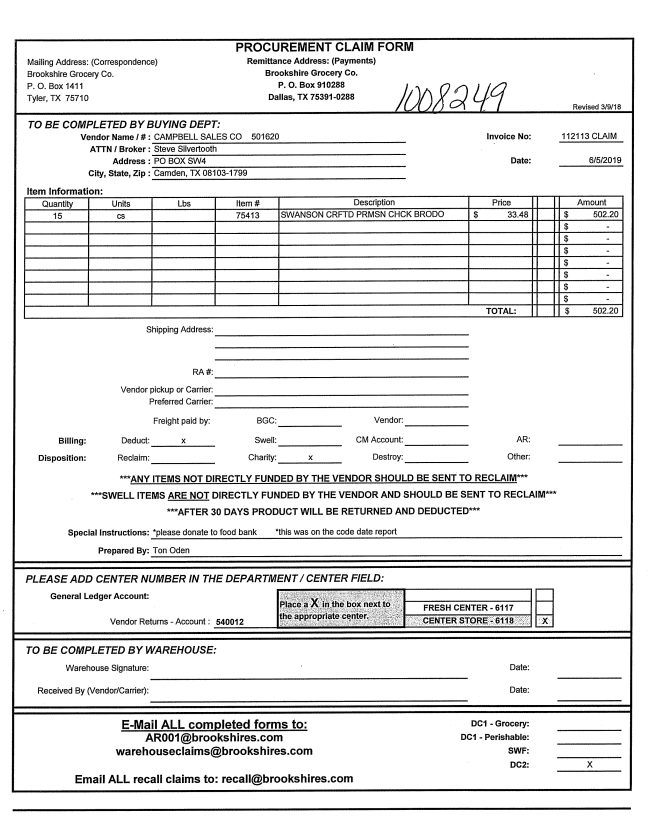 PROCUREMENT CLAIM FORM
Mailing Address: (Correspondence) Remittance Address: (Payments)
Brookshire Grocery Co. Brookshire Grocery Co.
P. O. Box 1411 P. O. Box 910288
Tyler, TX 75710 Dallas, TX 75391-0288
1008249
Revised 3/9/18
TO BE COMPLETED BY BUYING DEPT:
Vendor Name / # : CAMPBELL SALES CO 501620 Invoice No: 112113 CLAIM
ATTN / Broker : Steve Silvertooth
Address : PO BOX SW4 Date: 6/5/2019
City, State, Zip : Camden, TX 08103-1799
Item Information:
Quantity Units Lbs Item # Description Price Amount
15 cs 75413 SWANSON CRFTD PRMSN CHCK BRODO $ 33.48 $ 502.20
$ -
$ -
$ -
$ -
$ -
$ -
$ -
TOTAL: $ 502.20
Shipping Address:
RA #:
Vendor pickup or Carrier:
Preferred Carrier:
Freight paid by: BGC: Vendor:
Billing: Deduct: x Swell: CM Account: AR:
Disposition: Reclaim: Charity: x Destroy: Other:
***ANY ITEMS NOT DIRECTLY FUNDED BY THE VENDOR SHOULD BE SENT TO RECLAIM***
***SWELL ITEMS ARE NOT DIRECTLY FUNDED BY THE VENDOR AND SHOULD BE SENT TO RECLAIM***
***AFTER 30 DAYS PRODUCT WILL BE RETURNED AND DEDUCTED***
Special Instructions: *please donate to food bank *this was on the code date report
Prepared By: Ton Oden
PLEASE ADD CENTER NUMBER IN THE DEPARTMENT / CENTER FIELD:
General Ledger Account: Place a X in the box next to
the appropriate center. FRESH CENTER - 6117
Vendor Returns - Account : 540012 CENTER STORE - 6118 X
TO BE COMPLETED BY WAREHOUSE:
Warehouse Signature: Date:
Received By (Vendor/Carrier): Date:
E-Mail ALL completed forms to: DC1 - Grocery:
AR001@brookshires.com DC1 - Perishable:
warehouseclaims@brookshires.com SWF:
DC2: X
Email ALL recall claims to: recall@brookshires.com